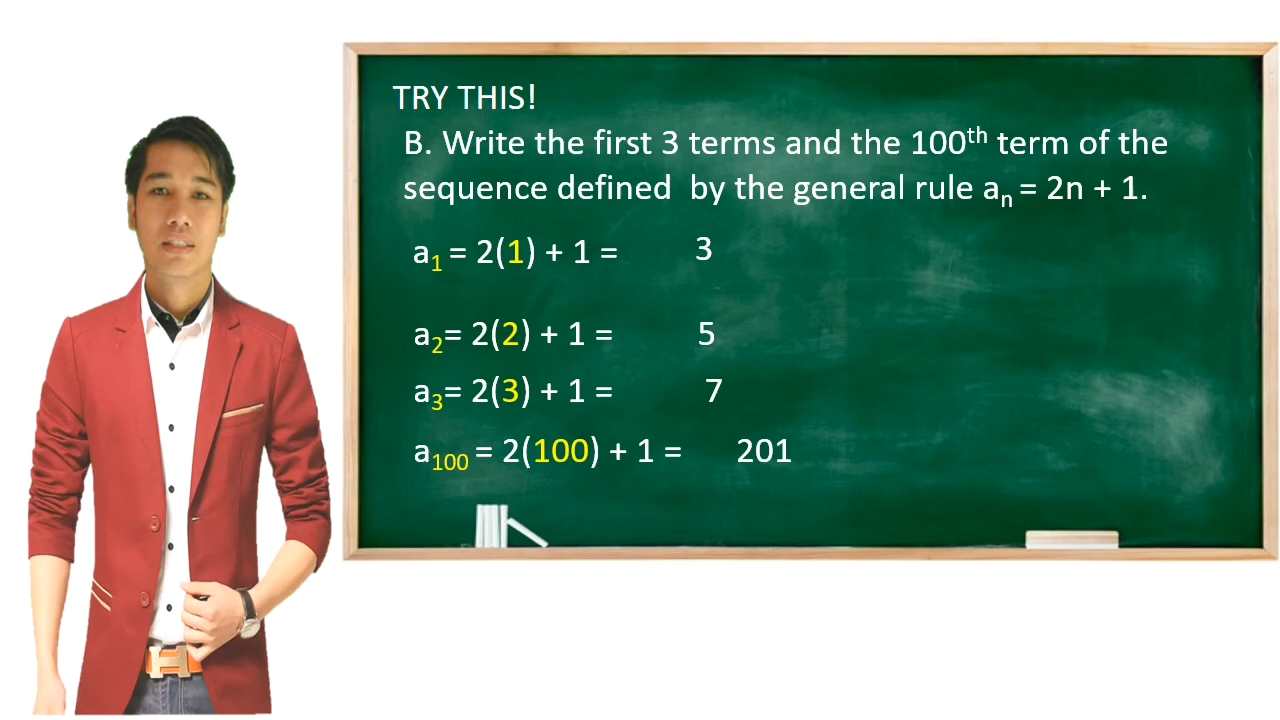 TRY THIS!
B. Write the first 3 terms and the 100th term of the
sequence defined by the general rule aₙ = 2n + 1.
a₁ = 2(1) + 1 = 3
a₂= 2(2) + 1 = 5
a₃= 2(3) + 1 = 7
a₁₀₀ = 2(100) + 1 = 201